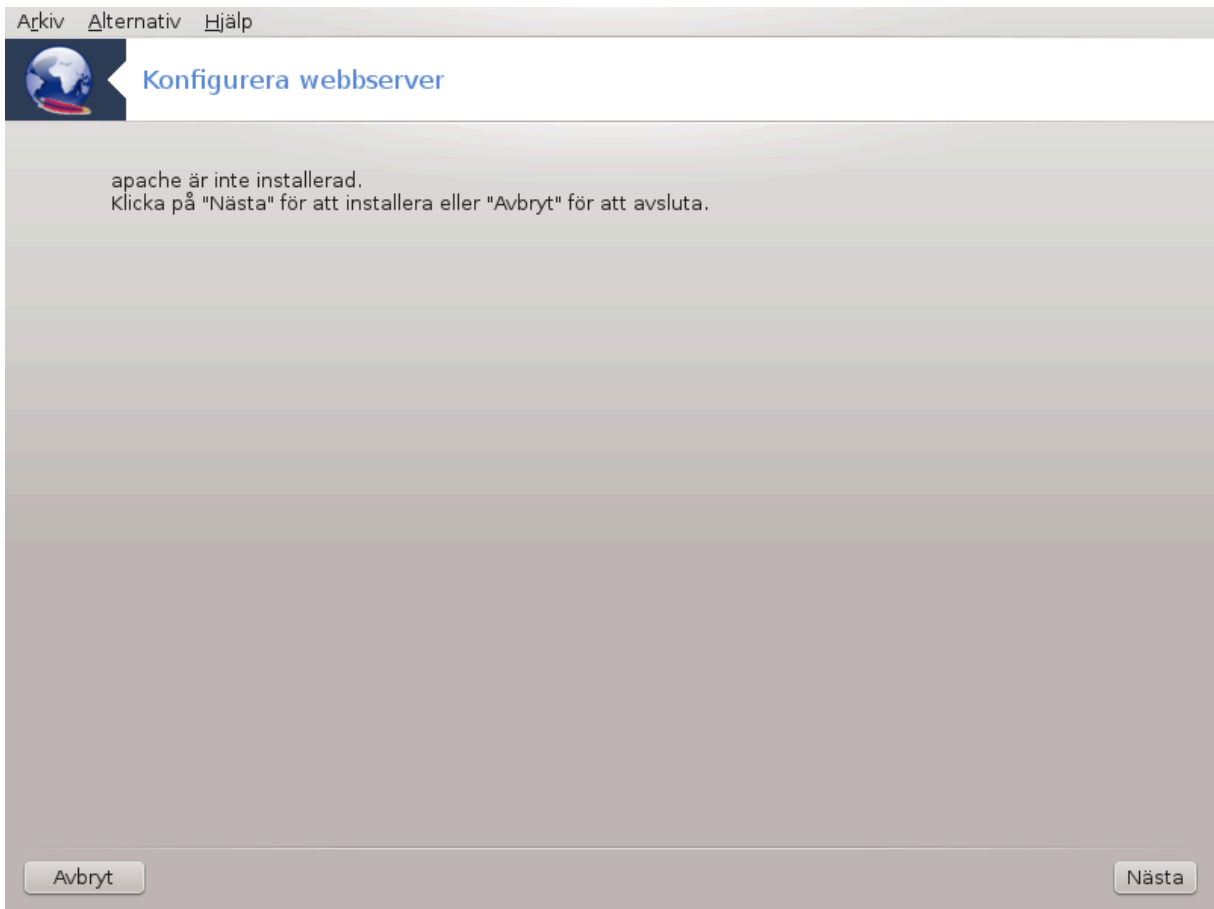 Arkiv Alternativ Hjälp
Konfigurera webbserver
apache är inte installerad.
Klicka på "Nästa" för att installera eller "Avbryt" för att avsluta.
Avbryt Nästa